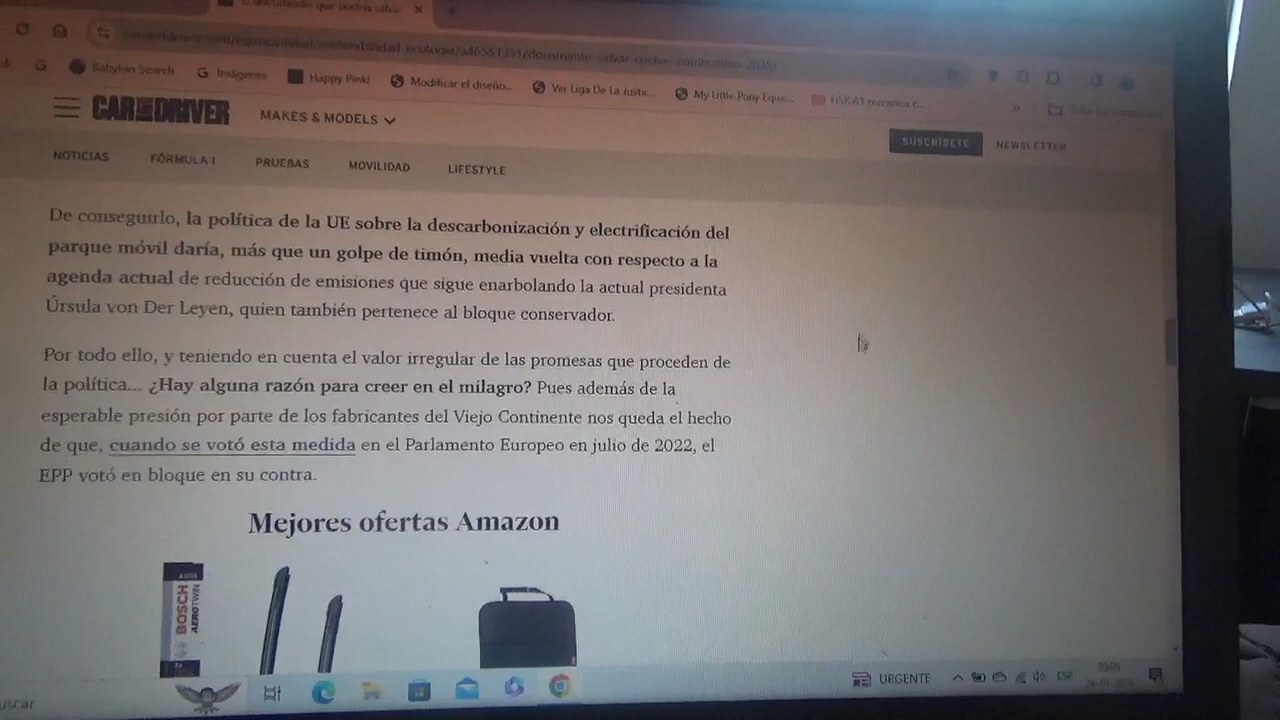 El documento que podría salva
Babylon Search
Imágenes
Happy Pink!
Modificar el diseño...
Ver Liga De La Justic...
My Little Pony Eque...
CAR AND DRIVER
MAKES & MODELS
SUSCRÍBETE
NEWSLETTER
NOTICIAS
FÓRMULA 1
PRUEBAS
MOVILIDAD
LIFESTYLE
De conseguirlo, la política de la UE sobre la descarbonización y electrificación del
parque móvil daría, más que un golpe de timón, media vuelta con respecto a la
agenda actual de reducción de emisiones que sigue enarbolando la actual presidenta
Úrsula von Der Leyen, quien también pertenece al bloque conservador.
Por todo ello, y teniendo en cuenta el valor irregular de las promesas que proceden de
la política... ¿Hay alguna razón para creer en el milagro? Pues además de la
esperable presión por parte de los fabricantes del Viejo Continente nos queda el hecho
de que, cuando se votó esta medida en el Parlamento Europeo en julio de 2022, el
EPP votó en bloque en su contra.
Mejores ofertas Amazon
BOSCH
AEROTWIN
uscar
URGENTE
ESP